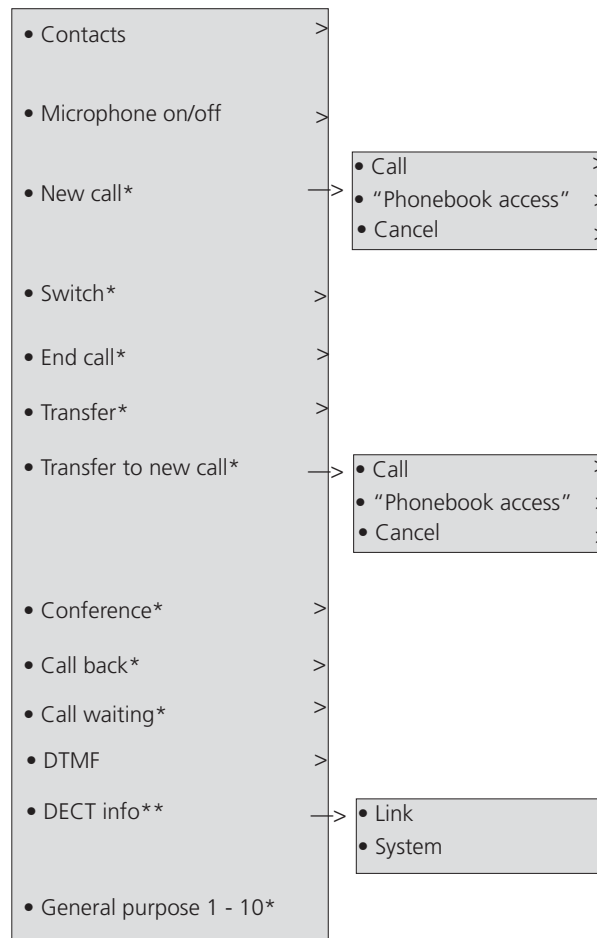 • Contacts >
• Microphone on/off >
• New call* >
• Call >
• “Phonebook access” >
• Cancel >
• Switch* >
• End call* >
• Transfer* >
• Transfer to new call* >
• Call >
• “Phonebook access” >
• Cancel >
• Conference* >
• Call back* >
• Call waiting* >
• DTMF >
• DECT info** >
• Link
• System
• General purpose 1 - 10*